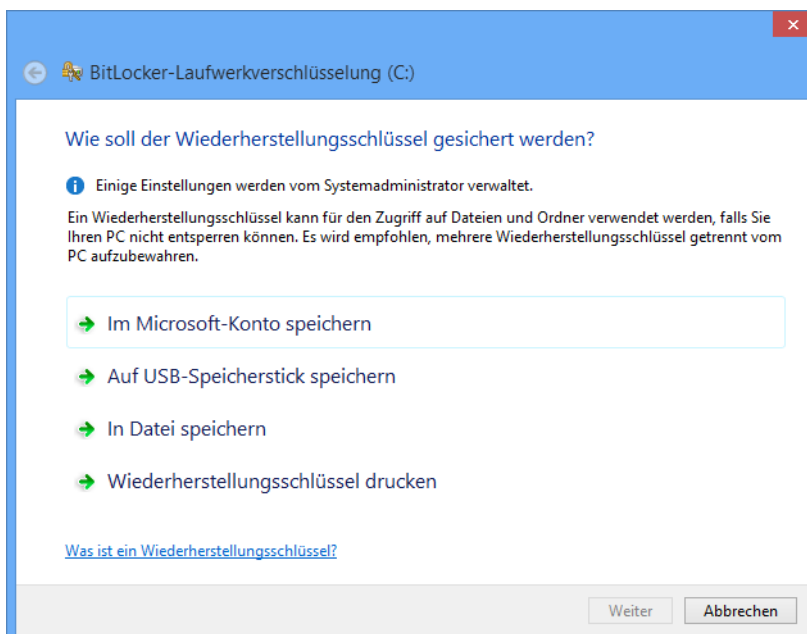 BitLocker-Laufwerkverschlüsselung (C:)
Wie soll der Wiederherstellungsschlüssel gesichert werden?
Einige Einstellungen werden vom Systemadministrator verwaltet.
Ein Wiederherstellungsschlüssel kann für den Zugriff auf Dateien und Ordner verwendet werden, falls Sie
Ihren PC nicht entsperren können. Es wird empfohlen, mehrere Wiederherstellungsschlüssel getrennt vom
PC aufzubewahren.
Im Microsoft-Konto speichern
Auf USB-Speicherstick speichern
In Datei speichern
Wiederherstellungsschlüssel drucken
Was ist ein Wiederherstellungsschlüssel?
Weiter Abbrechen